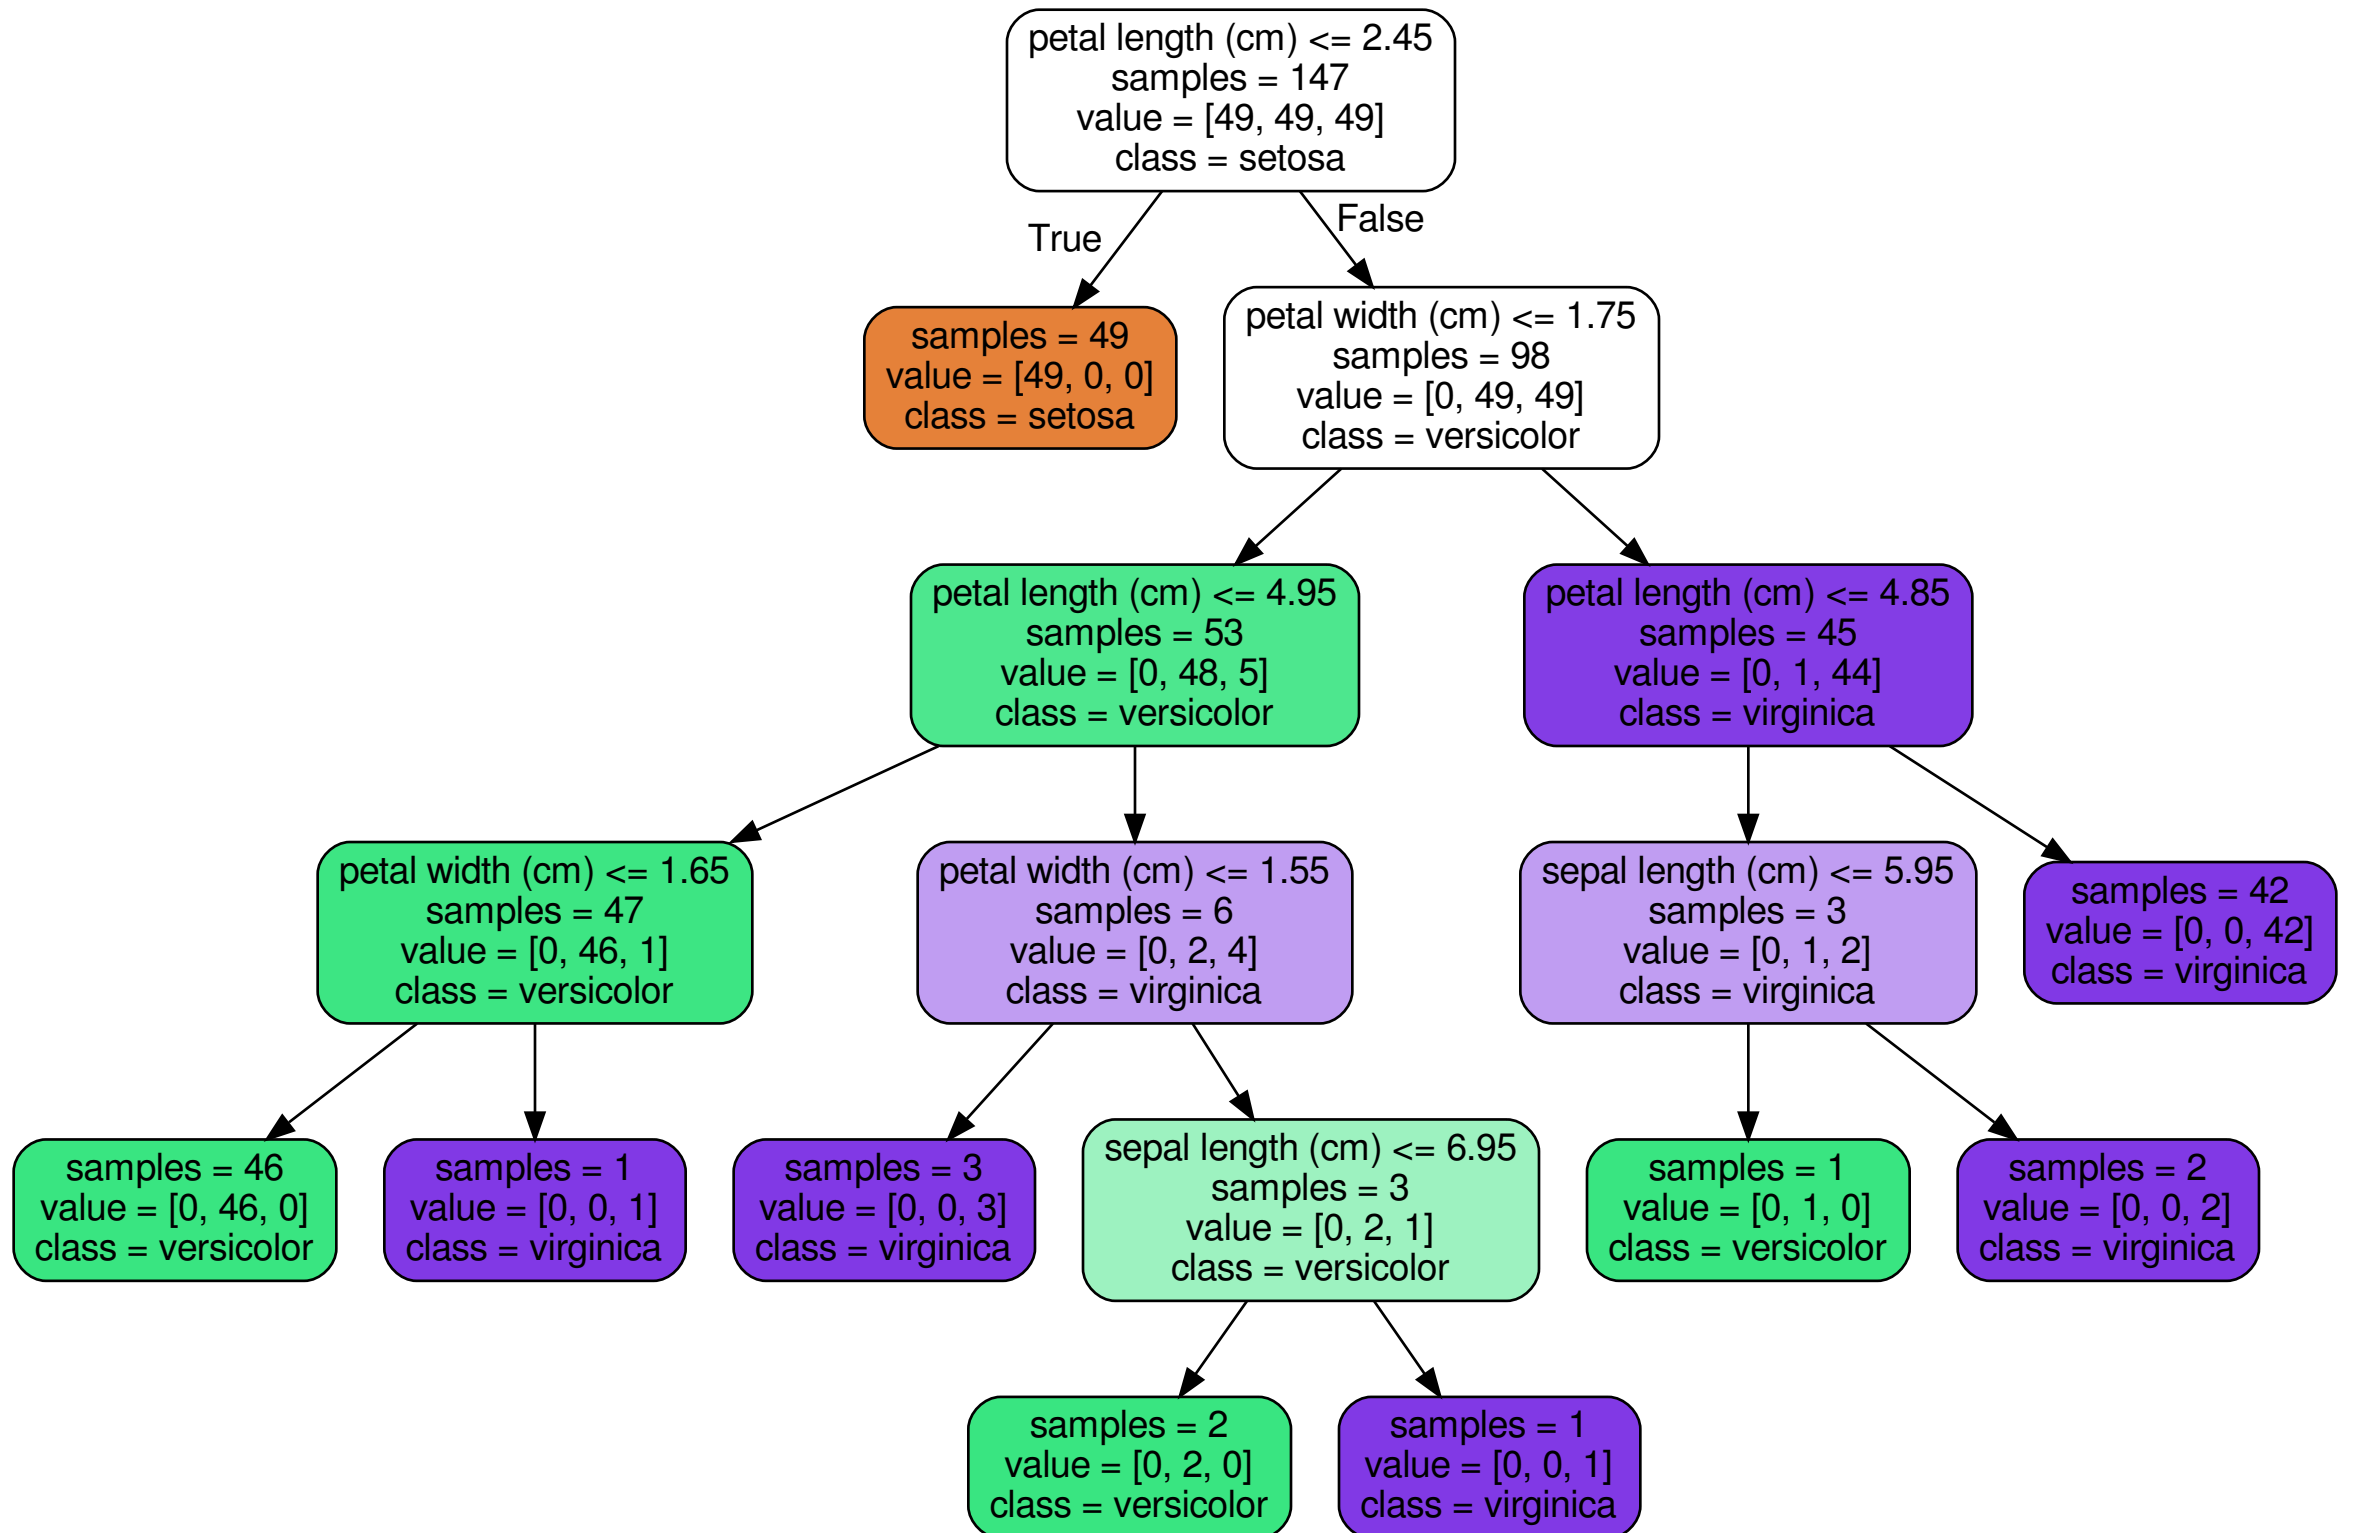 petal length (cm) <= 2.45
samples = 147
value = [49, 49, 49]
class = setosa
True
False
samples = 49
value = [49, 0, 0]
class = setosa
petal width (cm) <= 1.75
samples = 98
value = [0, 49, 49]
class = versicolor
petal length (cm) <= 4.95
samples = 53
value = [0, 48, 5]
class = versicolor
petal length (cm) <= 4.85
samples = 45
value = [0, 1, 44]
class = virginica
petal width (cm) <= 1.65
samples = 47
value = [0, 46, 1]
class = versicolor
petal width (cm) <= 1.55
samples = 6
value = [0, 2, 4]
class = virginica
sepal length (cm) <= 5.95
samples = 3
value = [0, 1, 2]
class = virginica
samples = 42
value = [0, 0, 42]
class = virginica
samples = 46
value = [0, 46, 0]
class = versicolor
samples = 1
value = [0, 0, 1]
class = virginica
samples = 3
value = [0, 0, 3]
class = virginica
sepal length (cm) <= 6.95
samples = 3
value = [0, 2, 1]
class = versicolor
samples = 1
value = [0, 1, 0]
class = versicolor
samples = 2
value = [0, 0, 2]
class = virginica
samples = 2
value = [0, 2, 0]
class = versicolor
samples = 1
value = [0, 0, 1]
class = virginica